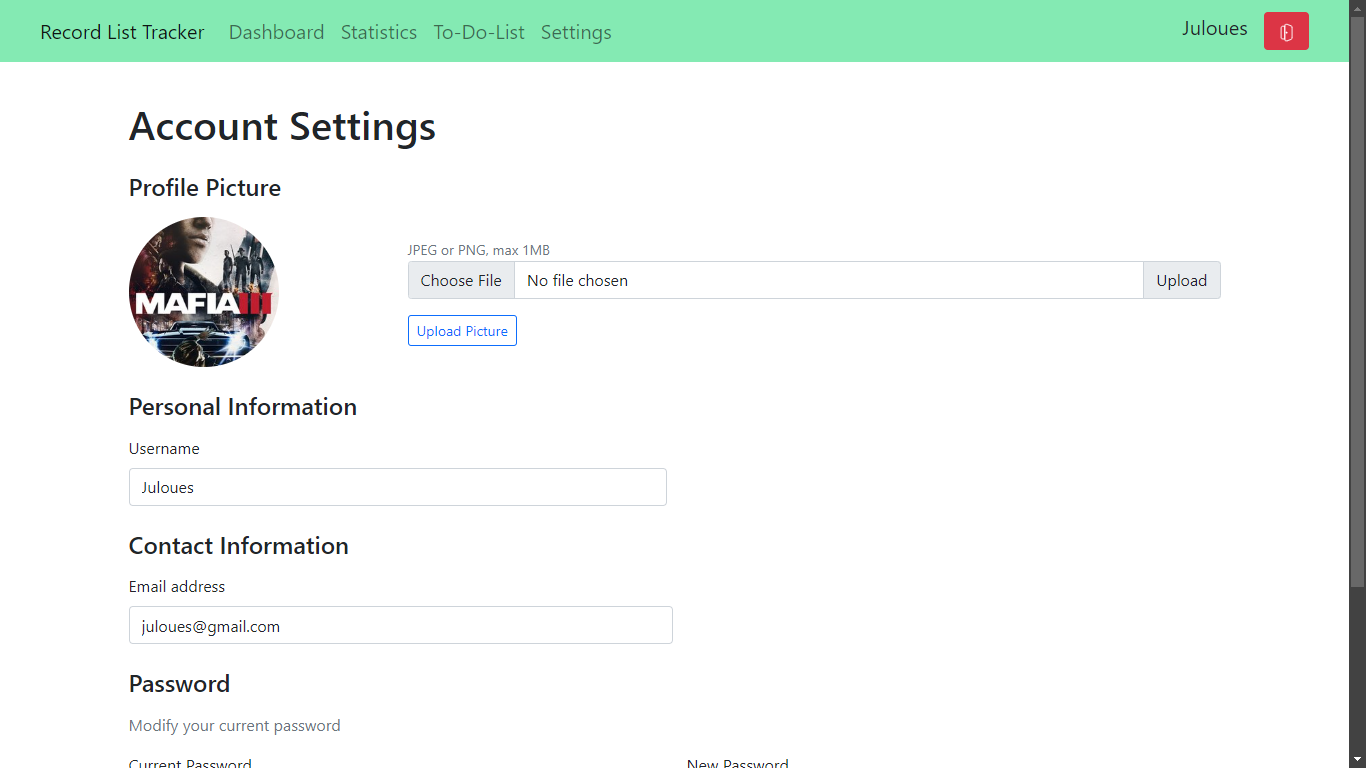 Record List Tracker Dashboard Statistics To-Do-List Settings Juloues
Account Settings
Profile Picture
MAFIA III
JPEG or PNG, max 1MB
Choose File No file chosen Upload
Upload Picture
Personal Information
Username
Juloues
Contact Information
Email address
juloues@gmail.com
Password
Modify your current password
Current Password New Password